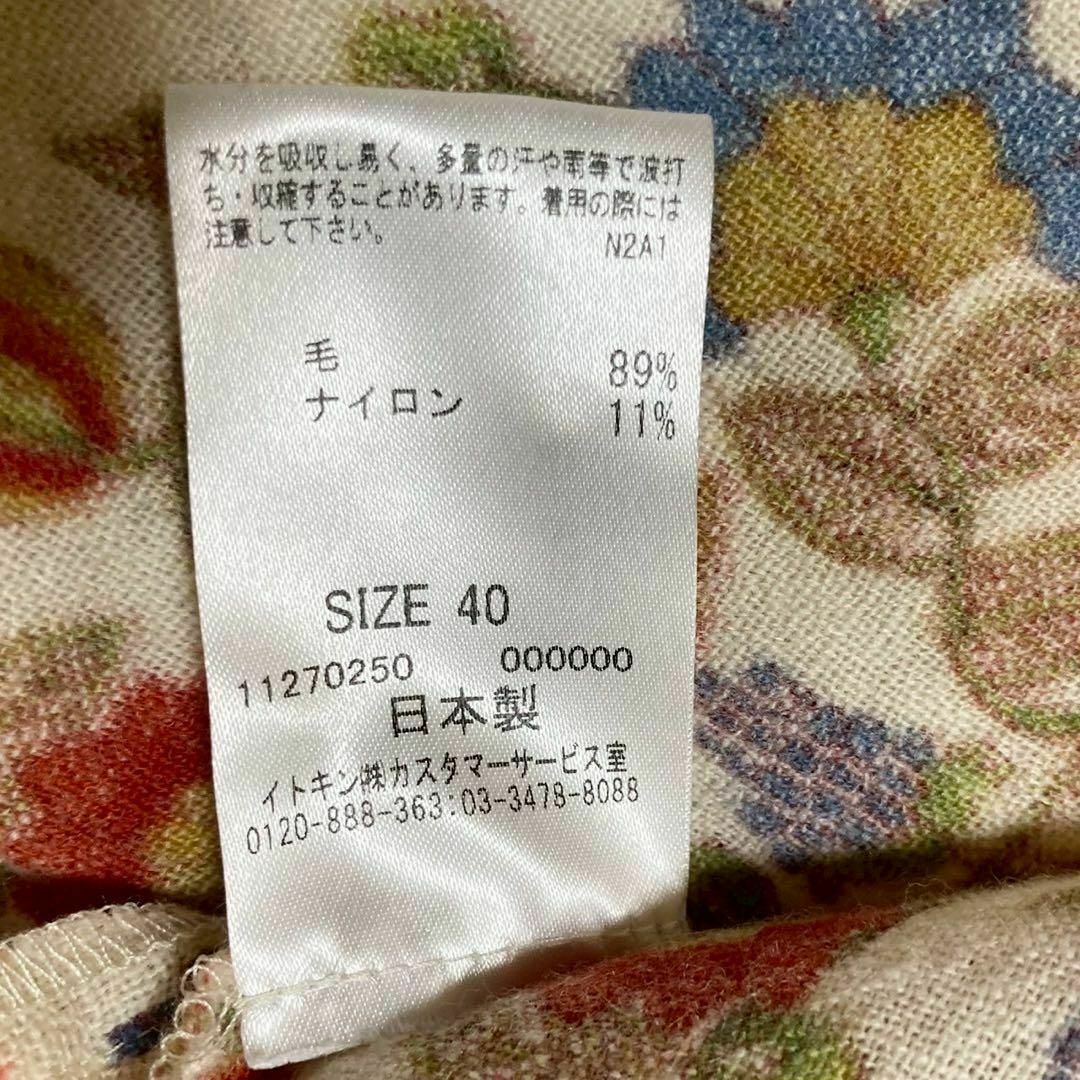 水分を吸収し易く、多量の汗や雨等で波打
ち・収縮することがあります。着用の際には
注意して下さい。
N2A1
毛 89%
ナイロン 11%
SIZE 40
11270250 000000
日本製
イトキン㈱カスタマーサービス室
0120-888-363:03-3478-8088